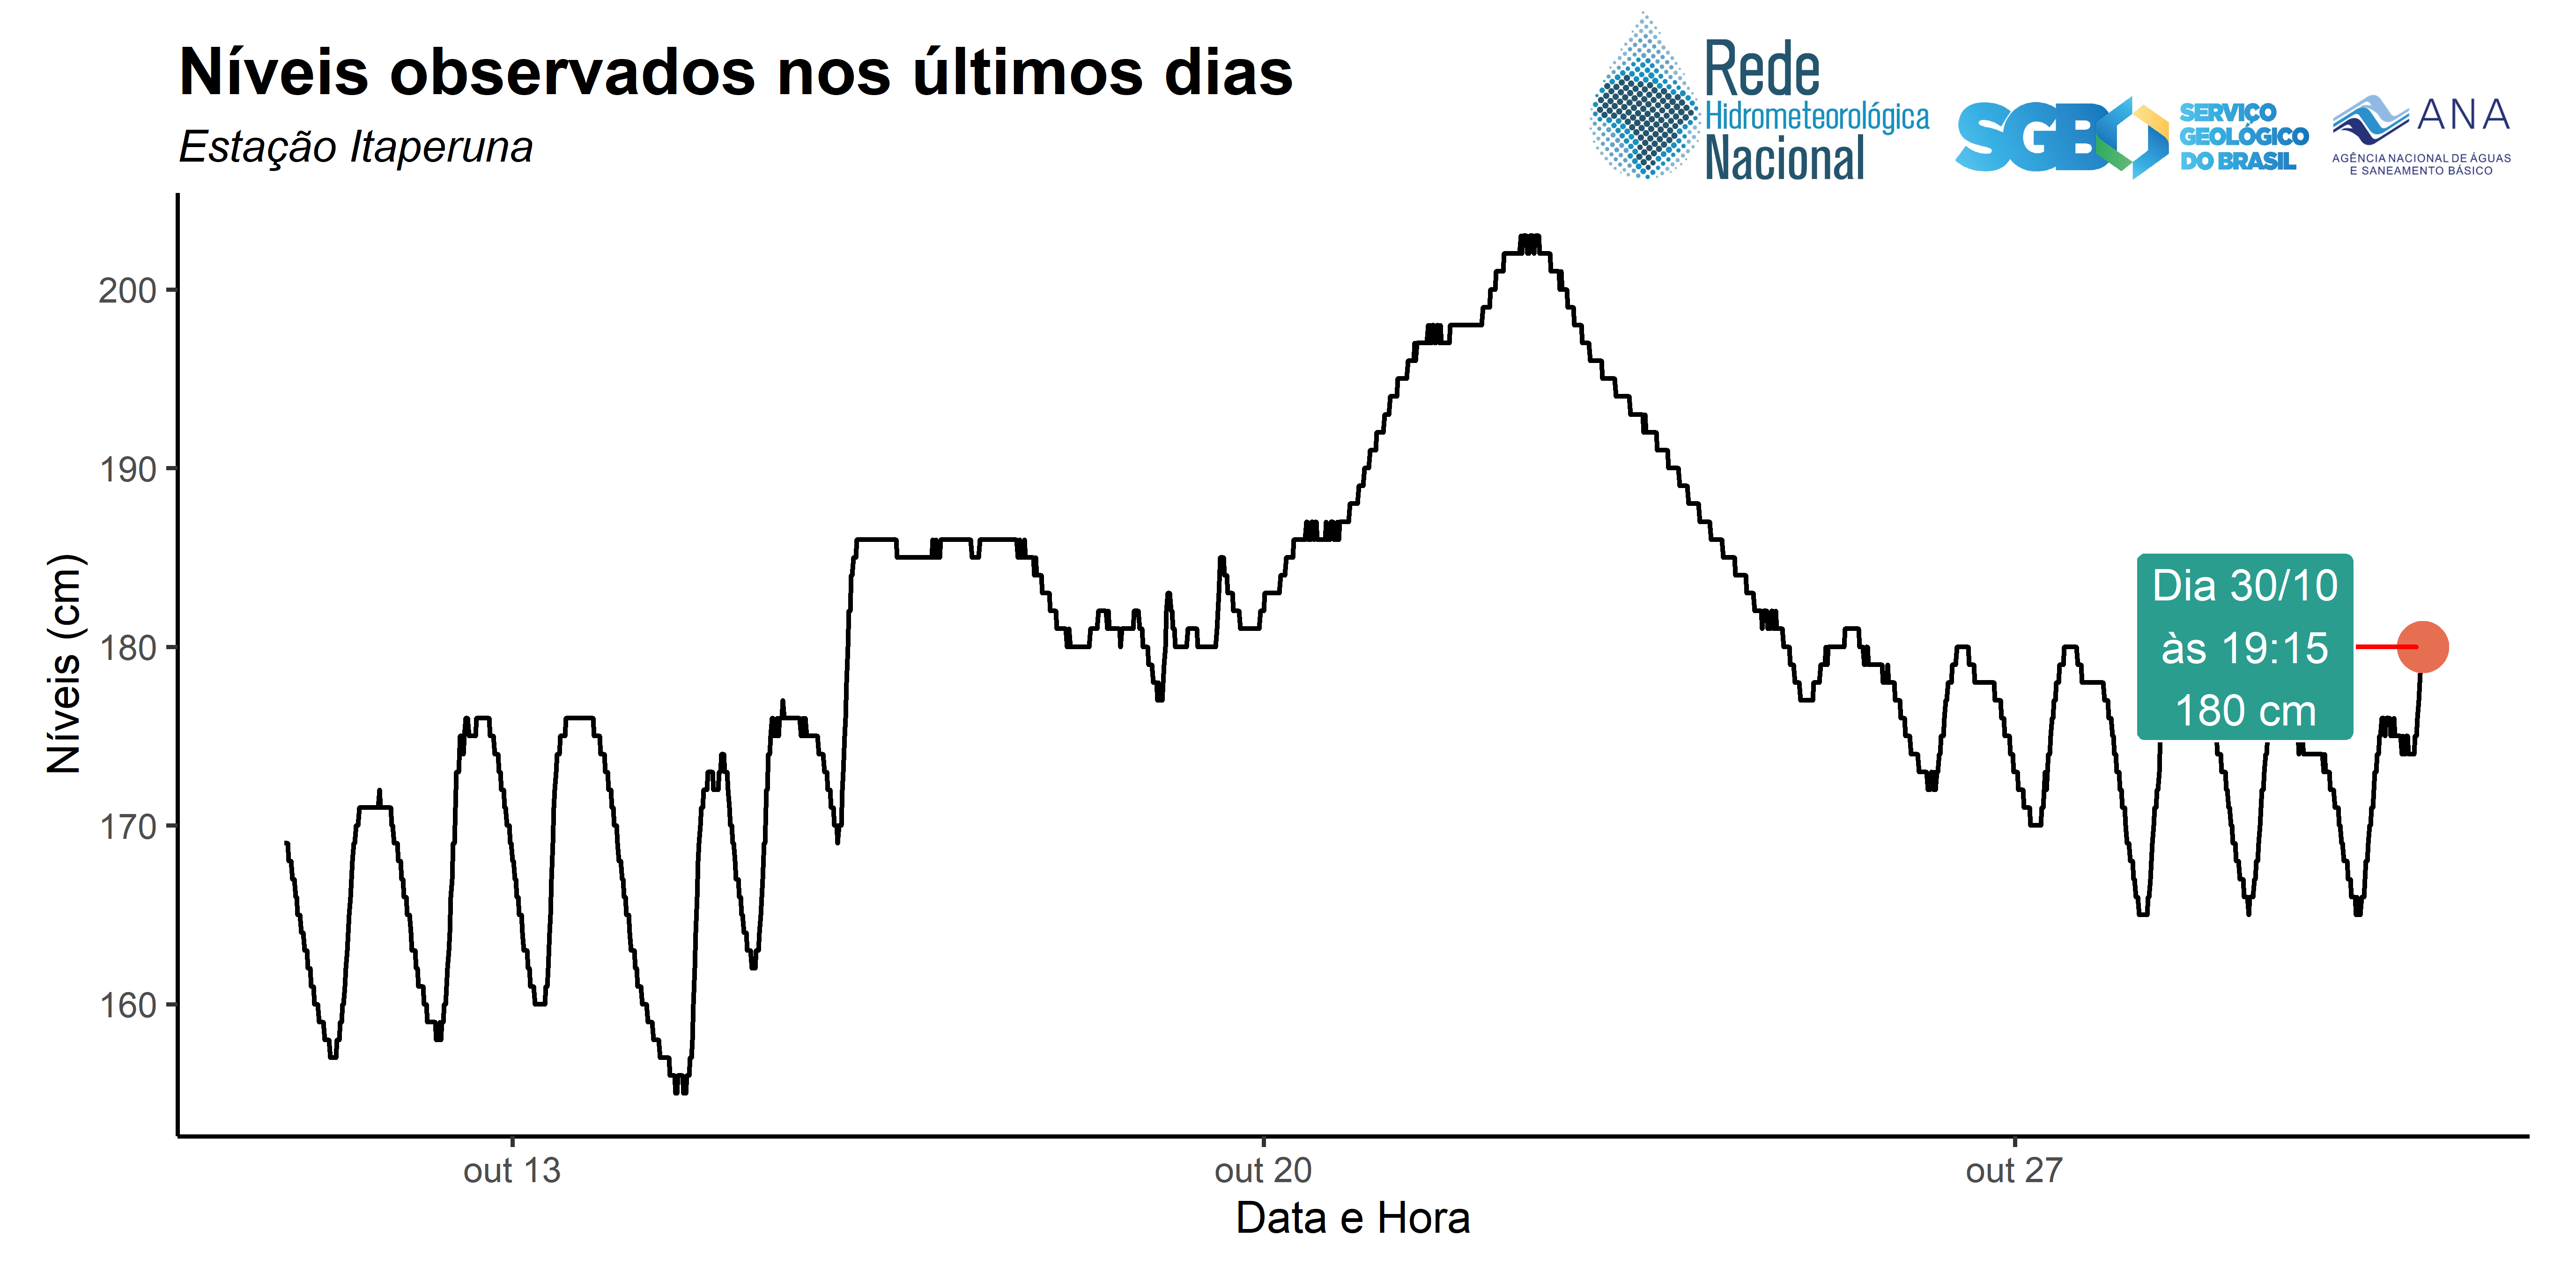 Níveis observados nos últimos dias
Estação Itaperuna
Rede
Hidrometeorológica
Nacional
SGB
SERVIÇO
GEOLÓGICO
DO BRASIL
ANA
AGÊNCIA NACIONAL DE ÁGUAS
E SANEAMENTO BÁSICO
Níveis (cm)
200
190
180
170
160
Dia 30/10
às 19:15
180 cm
out 13
out 20
out 27
Data e Hora